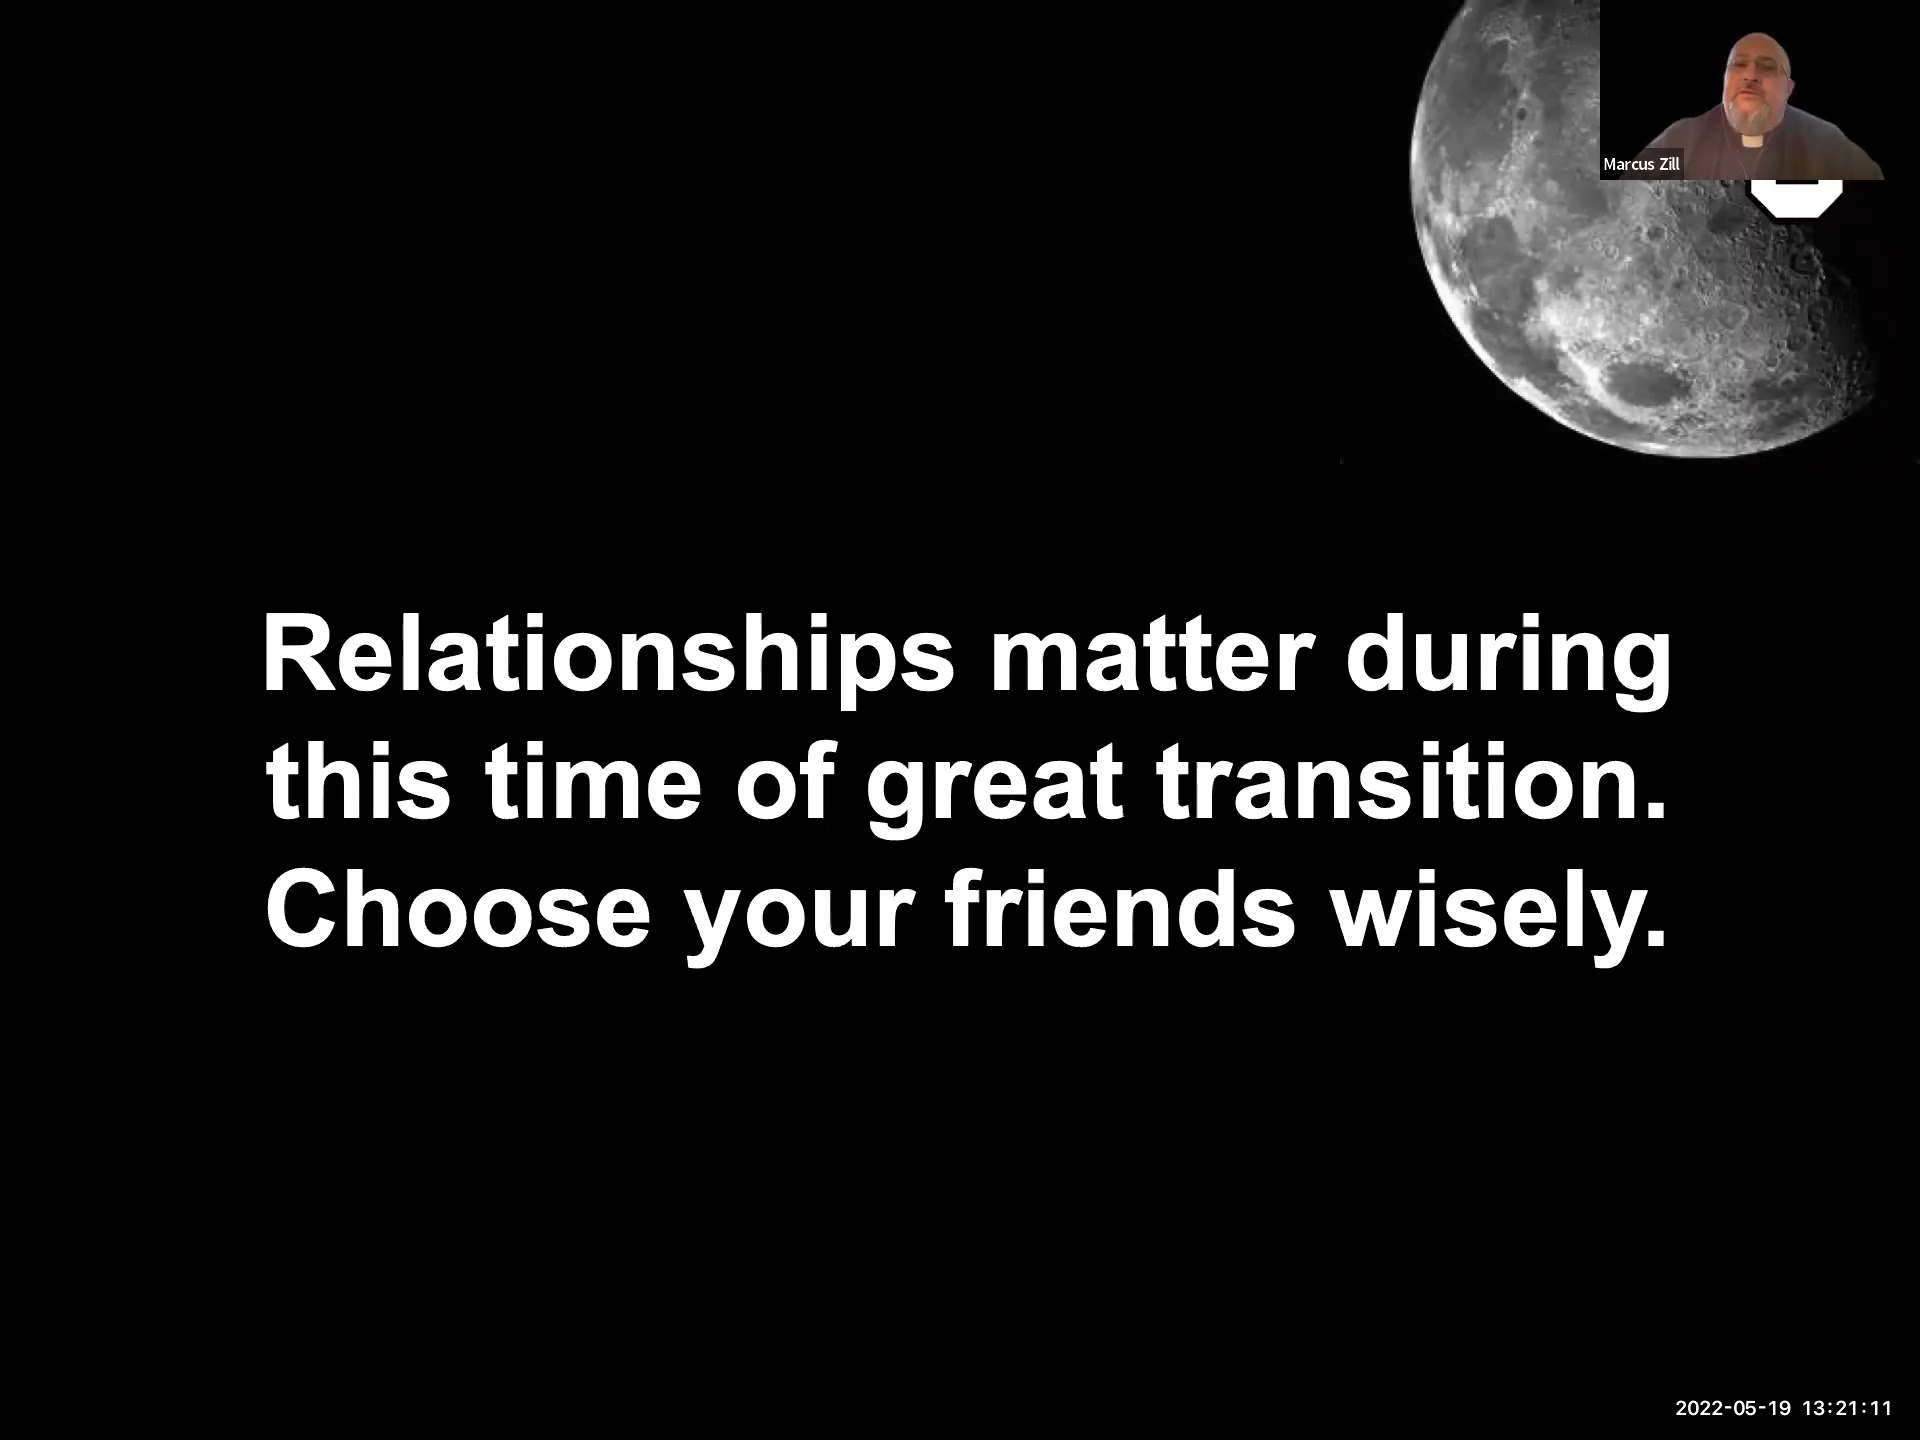 Marcus Zill
Relationships matter during
this time of great transition.
Choose your friends wisely.
2022-05-19 13:21:11